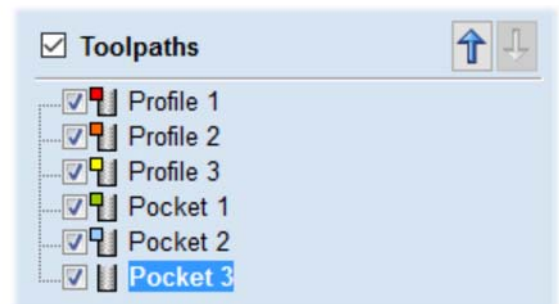 Toolpaths
Profile 1
Profile 2
Profile 3
Pocket 1
Pocket 2
Pocket 3